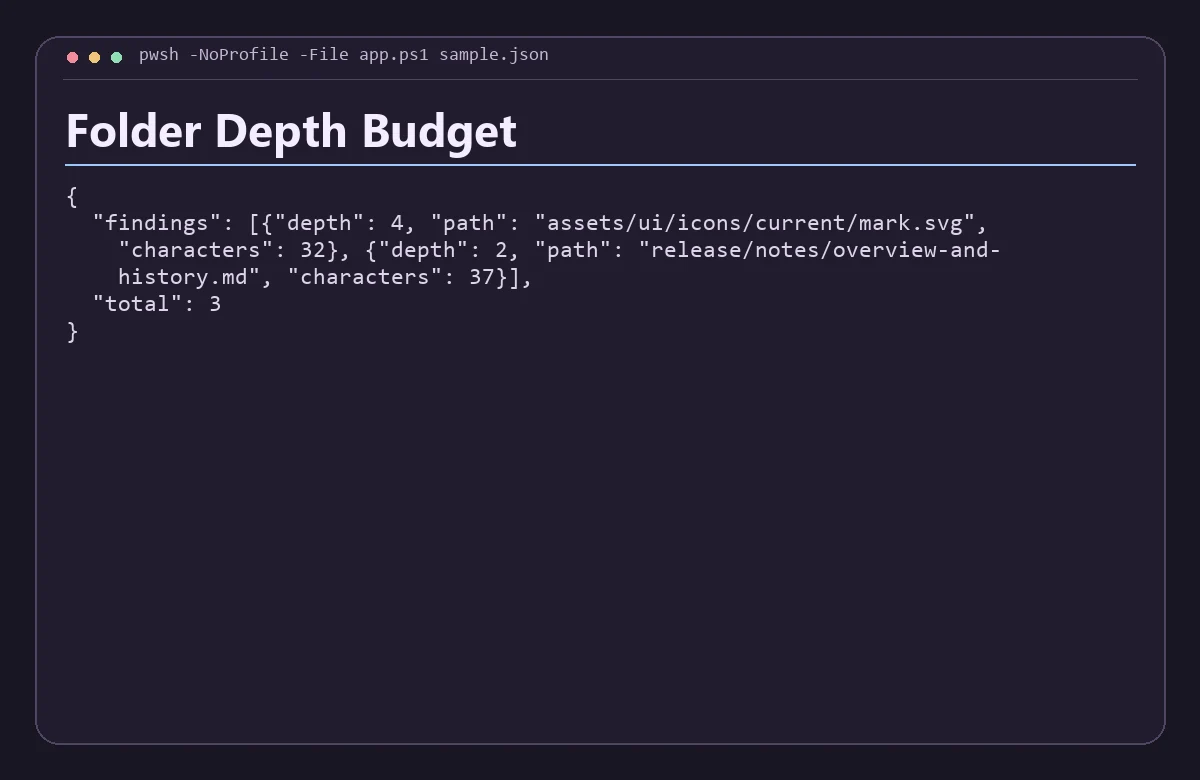 pwsh -NoProfile -File app.ps1 sample.json
Folder Depth Budget
{
  "findings": [{"depth": 4, "path": "assets/ui/icons/current/mark.svg",
    "characters": 32}, {"depth": 2, "path": "release/notes/overview-and-
    history.md", "characters": 37}],
  "total": 3
}